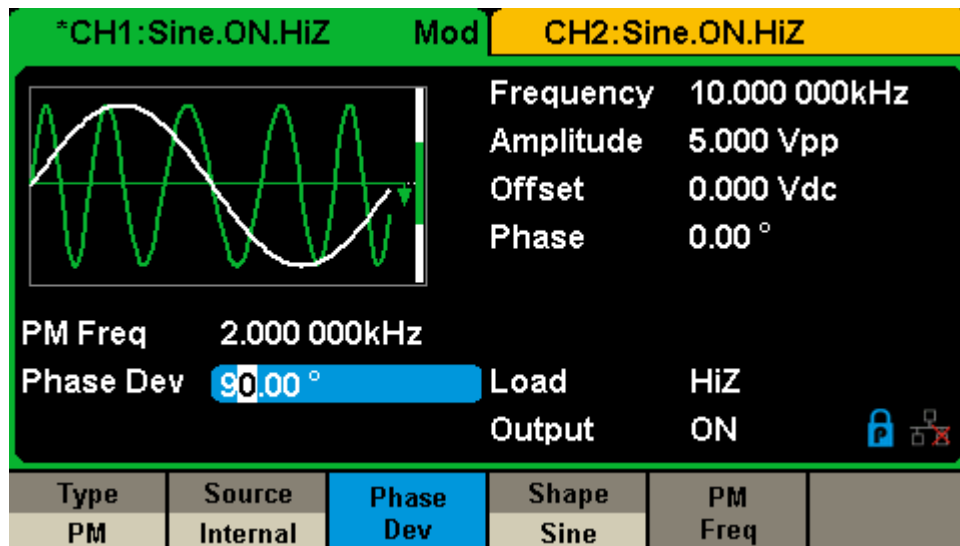 *CH1:Sine.ON.HiZ Mod CH2:Sine.ON.HiZ
Frequency 10.000 000kHz
Amplitude 5.000 Vpp
Offset 0.000 Vdc
Phase 0.00 °
PM Freq 2.000 000kHz
Phase Dev 90.00 ° Load HiZ
Output ON P
Type Source Phase Dev Shape PM Freq
PM Internal Sine